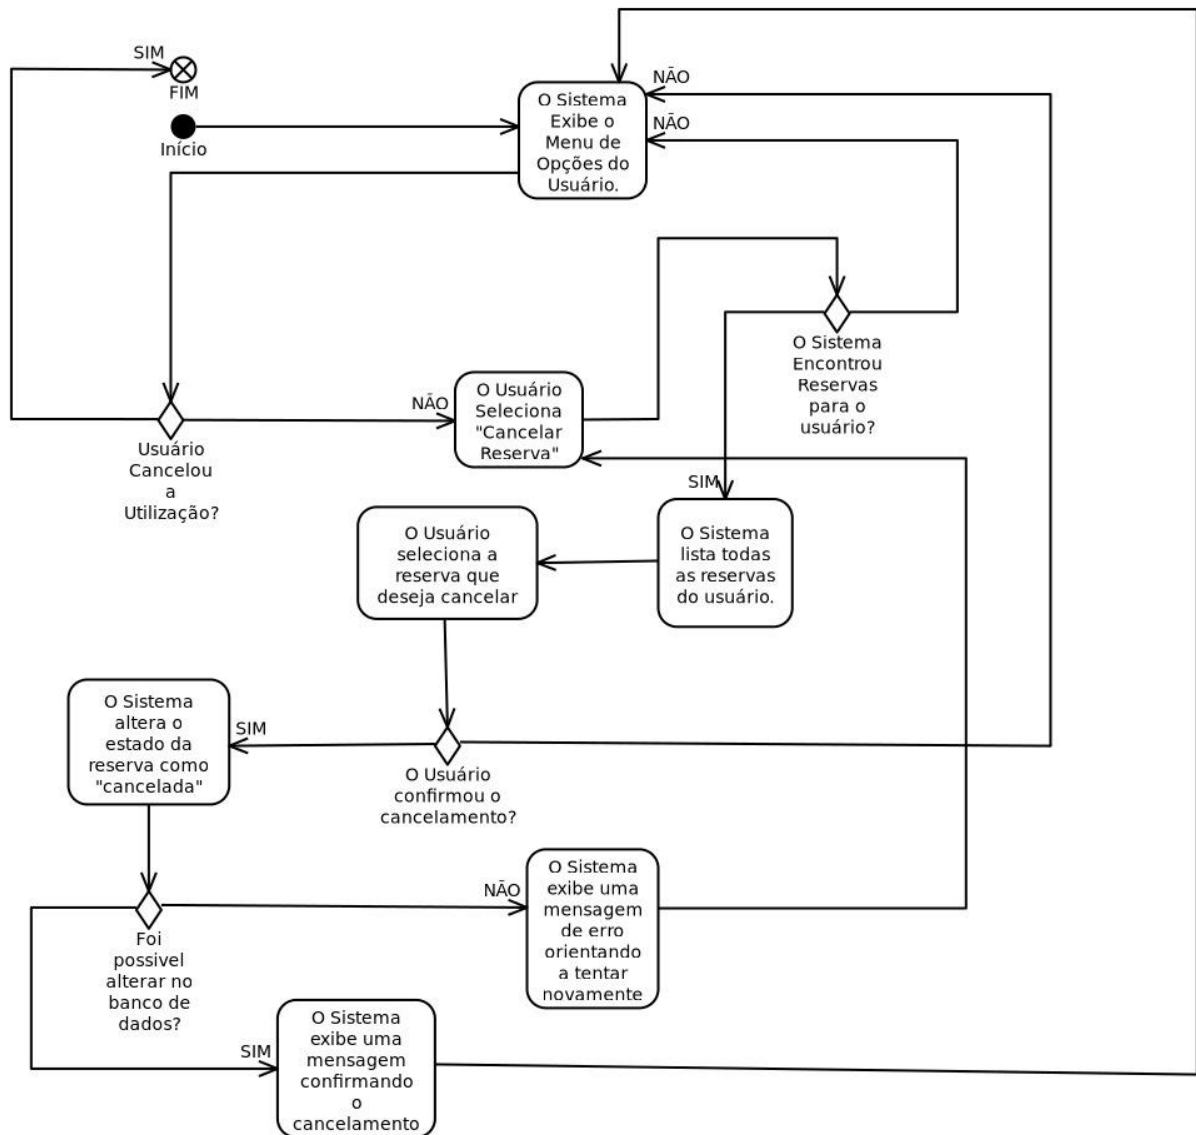 SIM
FIM
Início
O Sistema
Exibe o
Menu de
Opções do
Usuário.
NÃO
NÃO
O Sistema
Encontrou
Reservas
para o
usuário?
NÃO
O Usuário
Seleciona
"Cancelar
Reserva"
Usuário
Cancelou
a
Utilização?
SIM
O Sistema
lista todas
as reservas
do usuário.
O Usuário
seleciona a
reserva que
deseja cancelar
O Sistema
altera o
estado da
reserva como
"cancelada"
SIM
O Usuário
confirmou o
cancelamento?
NÃO
O Sistema
exibe uma
mensagem
de erro
orientando
a tentar
novamente
Foi
possivel
alterar no
banco de
dados?
SIM
O Sistema
exibe uma
mensagem
confirmando
o
cancelamento